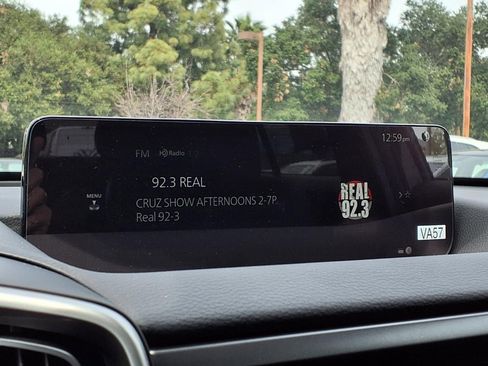 12:59pm
FM HD Radio
92.3 REAL
MENU
CRUZ SHOW AFTERNOONS 2-7P
Real 92-3
REAL
92.3
VA57